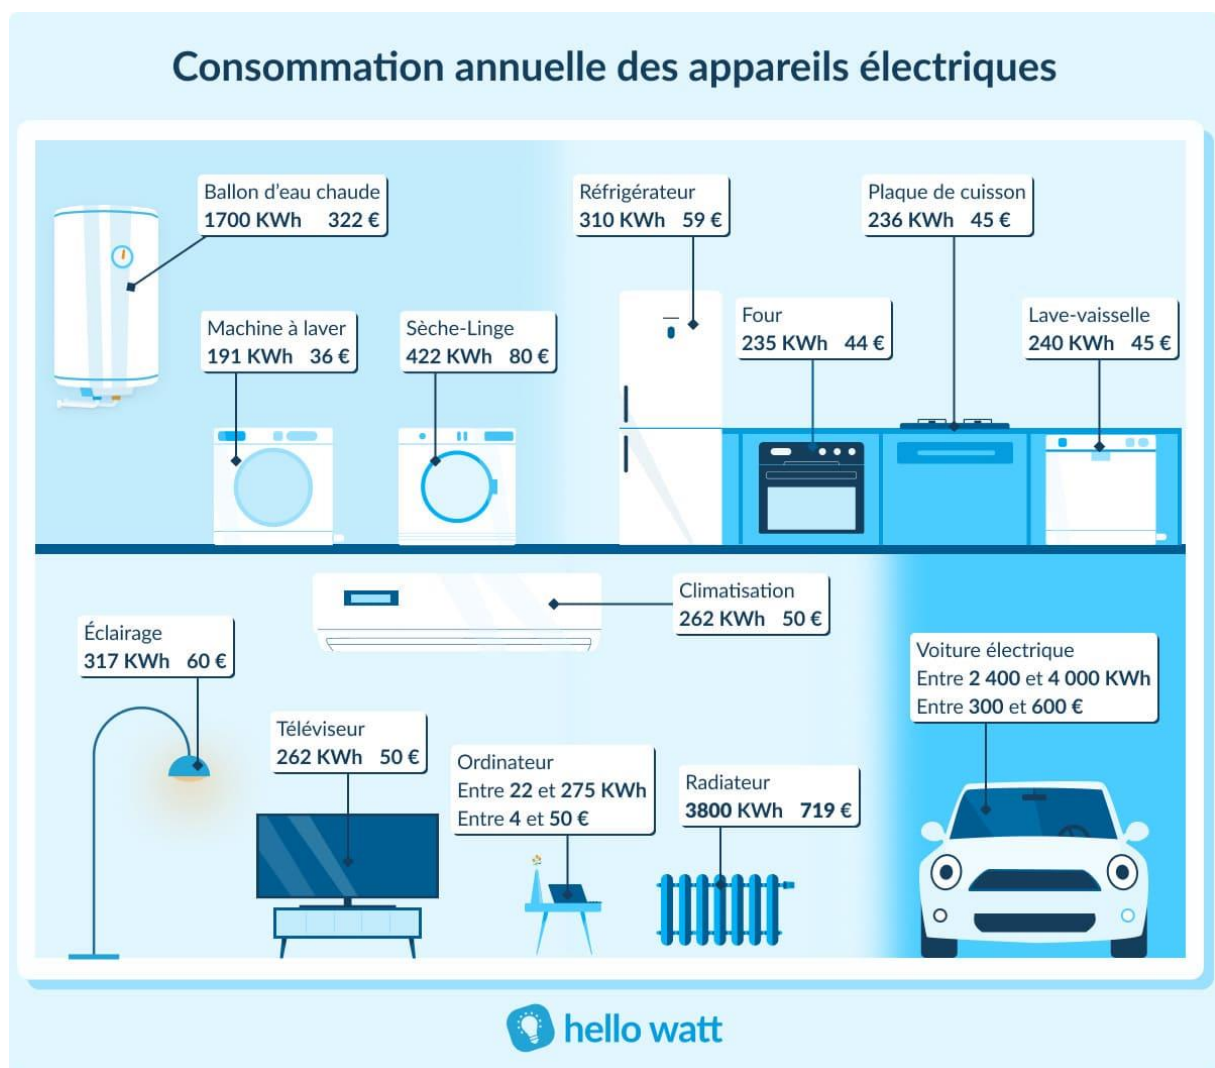 Consommation annuelle des appareils électriques
Ballon d'eau chaude
1700 KWh 322 €
Réfrigérateur
310 KWh 59 €
Plaque de cuisson
236 KWh 45 €
Machine à laver
191 KWh 36 €
Sèche-Linge
422 KWh 80 €
Four
235 KWh 44 €
Lave-vaisselle
240 KWh 45 €
Climatisation
262 KWh 50 €
Éclairage
317 KWh 60 €
Voiture électrique
Entre 2 400 et 4 000 KWh
Entre 300 et 600 €
Téléviseur
262 KWh 50 €
Ordinateur
Entre 22 et 275 KWh
Entre 4 et 50 €
Radiateur
3800 KWh 719 €
hello watt